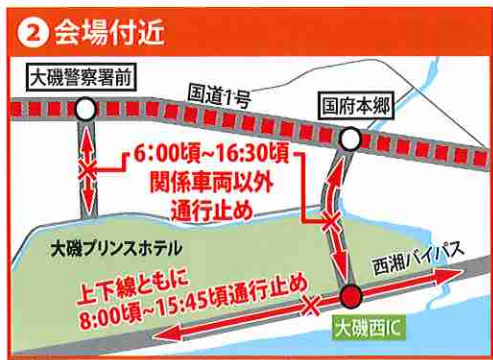 2 会場付近
大磯警察署前
国道1号
国府本郷
6:00頃~16:30頃
関係車両以外
通行止め
大磯プリンスホテル
西湘バイパス
上下線ともに
8:00頃~15:45頃通行止め
大磯西IC